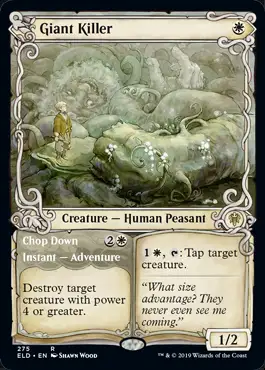 Giant Killer
Creature — Human Peasant
Chop Down 2
Instant — Adventure
Destroy target
creature with power
4 or greater.
1 , : Tap target
creature.
"What size
advantage? They
never even see me
coming."
1/2
275 R
ELD • EN SHAWN WOOD
™ & © 2019 Wizards of the Coast